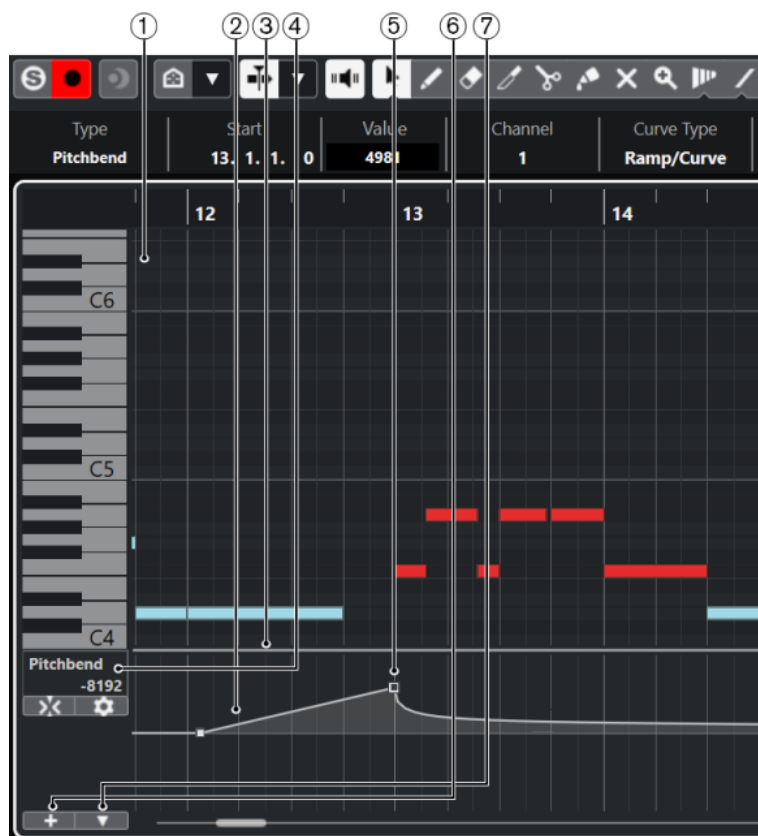 ① ② ③ ④ ⑤ ⑥ ⑦
S
Type Start Value Channel Curve Type
Pitchbend 13. 1. 1. 0 4981 1 Ramp/Curve
12 13 14
C6
C5
C4
Pitchbend
-8192